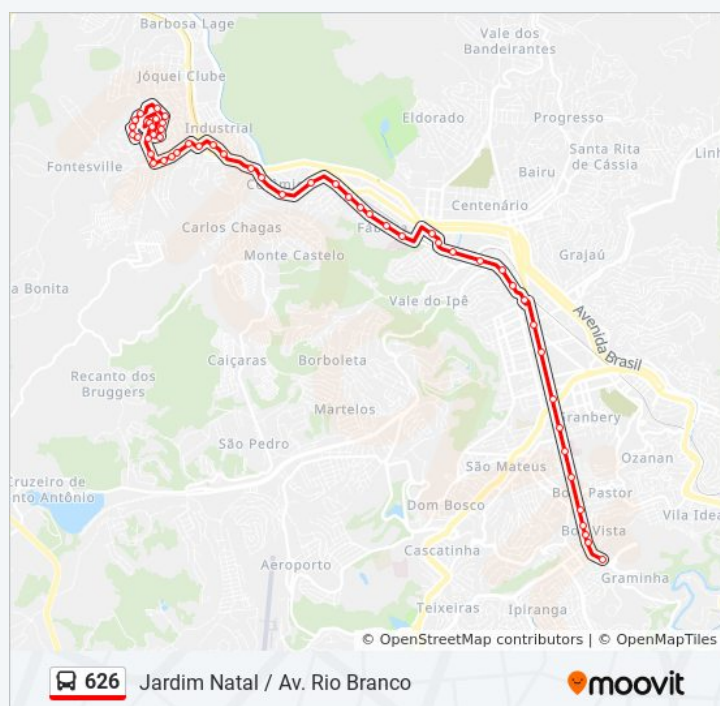 Barbosa Lage
Vale dos
Bandeirantes
Jóquei Clube
Eldorado
Progresso
Industrial
Santa Rita
de Cássia
Linh
Fontesville
Bairu
Centenário
Carlos Chagas
Monte Castelo
Grajaú
a Bonita
Vale do Ipê
Avenida Brasil
Caiçaras
Borboleta
Recanto dos
Bruggers
Martelos
Granbery
São Pedro
Ozanan
São Mateus
Cruzeiro de
nto Antônio
Bom Pastor
Dom Bosco
Vila Idea
Boa Vista
Cascatinha
Aeroporto
Graminha
Teixeiras
Ipiranga
© OpenStreetMap contributors | © OpenMapTiles
626 Jardim Natal / Av. Rio Branco
moovit